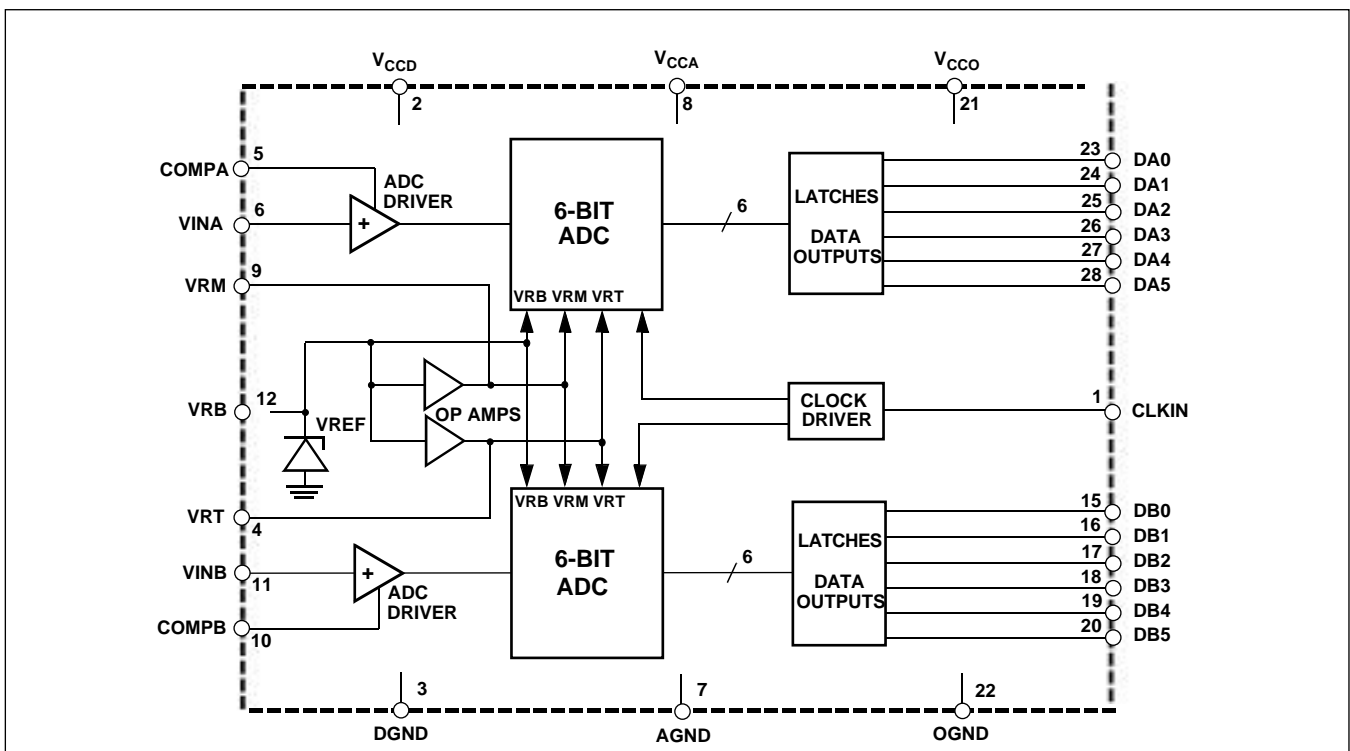 VCCD VCCA VCCO
2 8 21
COMPA 5
ADC
DRIVER
VINA 6
+
6-BIT
ADC
6
LATCHES
DATA
OUTPUTS
23 DA0
24 DA1
25 DA2
26 DA3
27 DA4
28 DA5
VRM 9
VRB VRM VRT
VRB 12
VREF
OP AMPS
CLOCK
DRIVER
1 CLKIN
VRT 4
VRB VRM VRT
VINB 11
+
ADC
DRIVER
COMPB 10
6-BIT
ADC
6
LATCHES
DATA
OUTPUTS
15 DB0
16 DB1
17 DB2
18 DB3
19 DB4
20 DB5
3 7 22
DGND AGND OGND